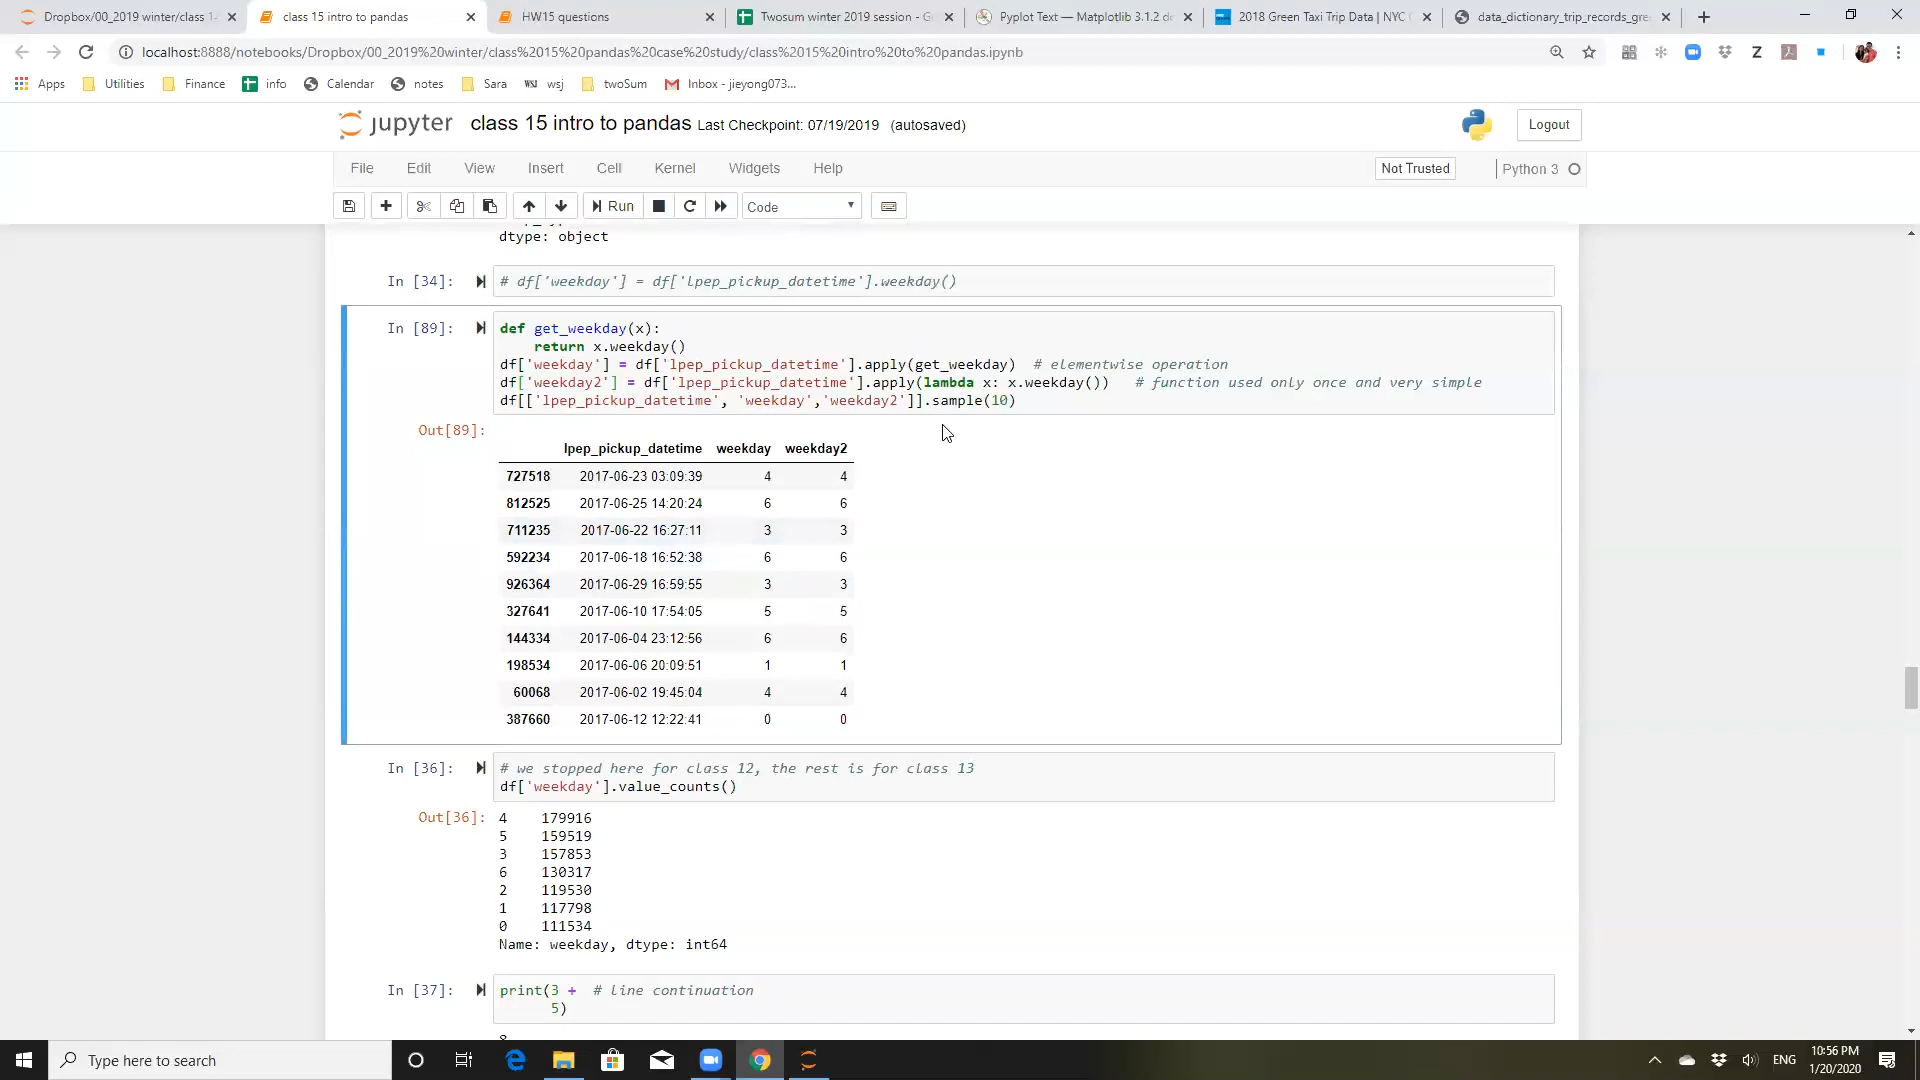 Dropbox/00_2019 winter/class 1
class 15 intro to pandas
HW15 questions
Twosum winter 2019 session - G
Pyplot Text — Matplotlib 3.1.2 d
2018 Green Taxi Trip Data | NYC
data_dictionary_trip_records_gre
localhost:8888/notebooks/Dropbox/00_2019%20winter/class%2015%20pandas%20case%20study/class%2015%20intro%20to%20pandas.ipynb
Apps
Utilities
Finance
info
Calendar
notes
Sara
WSJ wsj
twoSum
Inbox - jieyong073...
jupyter class 15 intro to pandas Last Checkpoint: 07/19/2019 (autosaved)
Logout
File Edit View Insert Cell Kernel Widgets Help
Not Trusted
Python 3
Run
Code
dtype: object
In [34]: # df['weekday'] = df['lpep_pickup_datetime'].weekday()
In [89]: def get_weekday(x):
return x.weekday()
df['weekday'] = df['lpep_pickup_datetime'].apply(get_weekday) # elementwise operation
df['weekday2'] = df['lpep_pickup_datetime'].apply(lambda x: x.weekday()) # function used only once and very simple
df[['lpep_pickup_datetime', 'weekday','weekday2']].sample(10)
Out[89]:
lpep_pickup_datetime weekday weekday2
727518 2017-06-23 03:09:39 4 4
812525 2017-06-25 14:20:24 6 6
711235 2017-06-22 16:27:11 3 3
592234 2017-06-18 16:52:38 6 6
926364 2017-06-29 16:59:55 3 3
327641 2017-06-10 17:54:05 5 5
144334 2017-06-04 23:12:56 6 6
198534 2017-06-06 20:09:51 1 1
60068 2017-06-02 19:45:04 4 4
387660 2017-06-12 12:22:41 0 0
In [36]: # we stopped here for class 12, the rest is for class 13
df['weekday'].value_counts()
Out[36]: 4 179916
5 159519
3 157853
6 130317
2 119530
1 117798
0 111534
Name: weekday, dtype: int64
In [37]: print(3 + # line continuation
5)
Type here to search
ENG
10:56 PM
1/20/2020